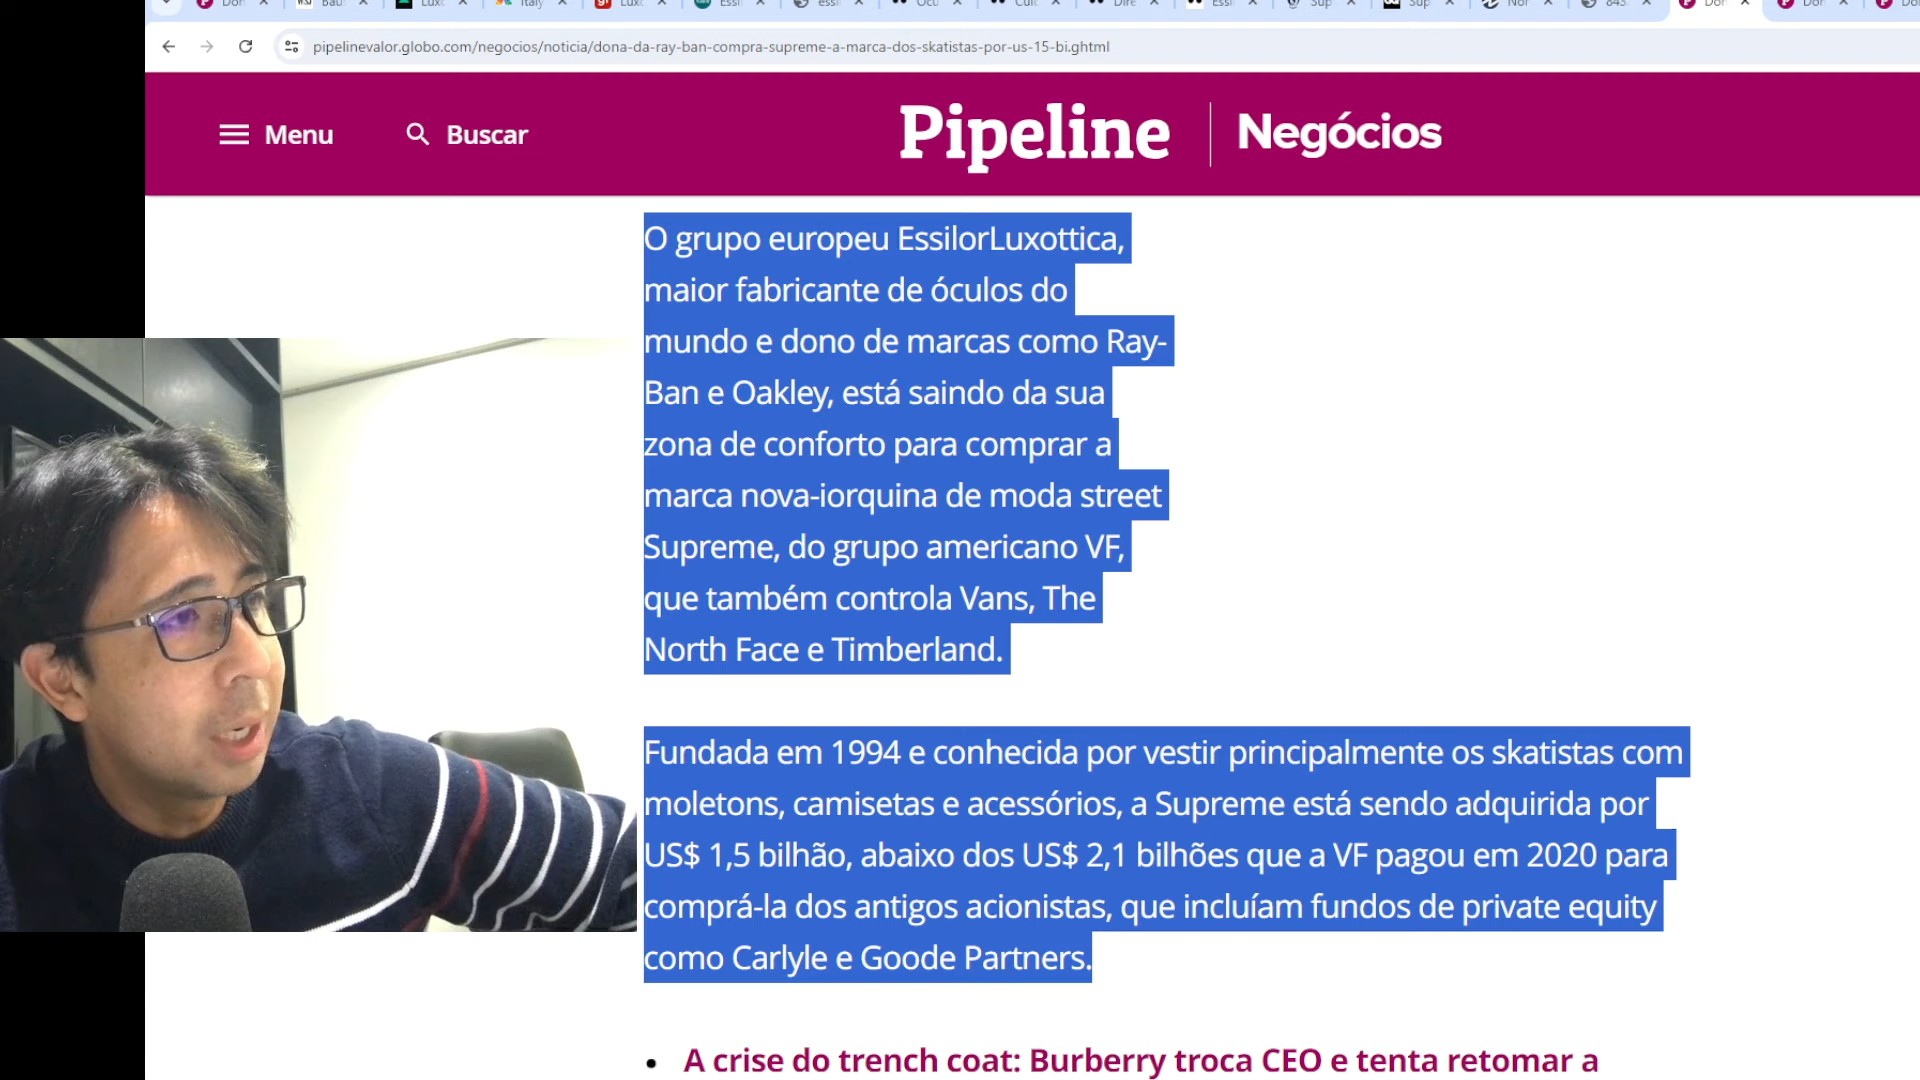 pipelinevalor.globo.com/negocios/noticia/dona-da-ray-ban-compra-supreme-a-marca-dos-skatistas-por-us-15-bi.ghtml
Menu
Buscar
Pipeline
Negócios
O grupo europeu EssilorLuxottica,
maior fabricante de óculos do
mundo e dono de marcas como Ray-
Ban e Oakley, está saindo da sua
zona de conforto para comprar a
marca nova-iorquina de moda street
Supreme, do grupo americano VF,
que também controla Vans, The
North Face e Timberland.
Fundada em 1994 e conhecida por vestir principalmente os skatistas com
moletons, camisetas e acessórios, a Supreme está sendo adquirida por
US$ 1,5 bilhão, abaixo dos US$ 2,1 bilhões que a VF pagou em 2020 para
comprá-la dos antigos acionistas, que incluíam fundos de private equity
como Carlyle e Goode Partners.
• A crise do trench coat: Burberry troca CEO e tenta retomar a